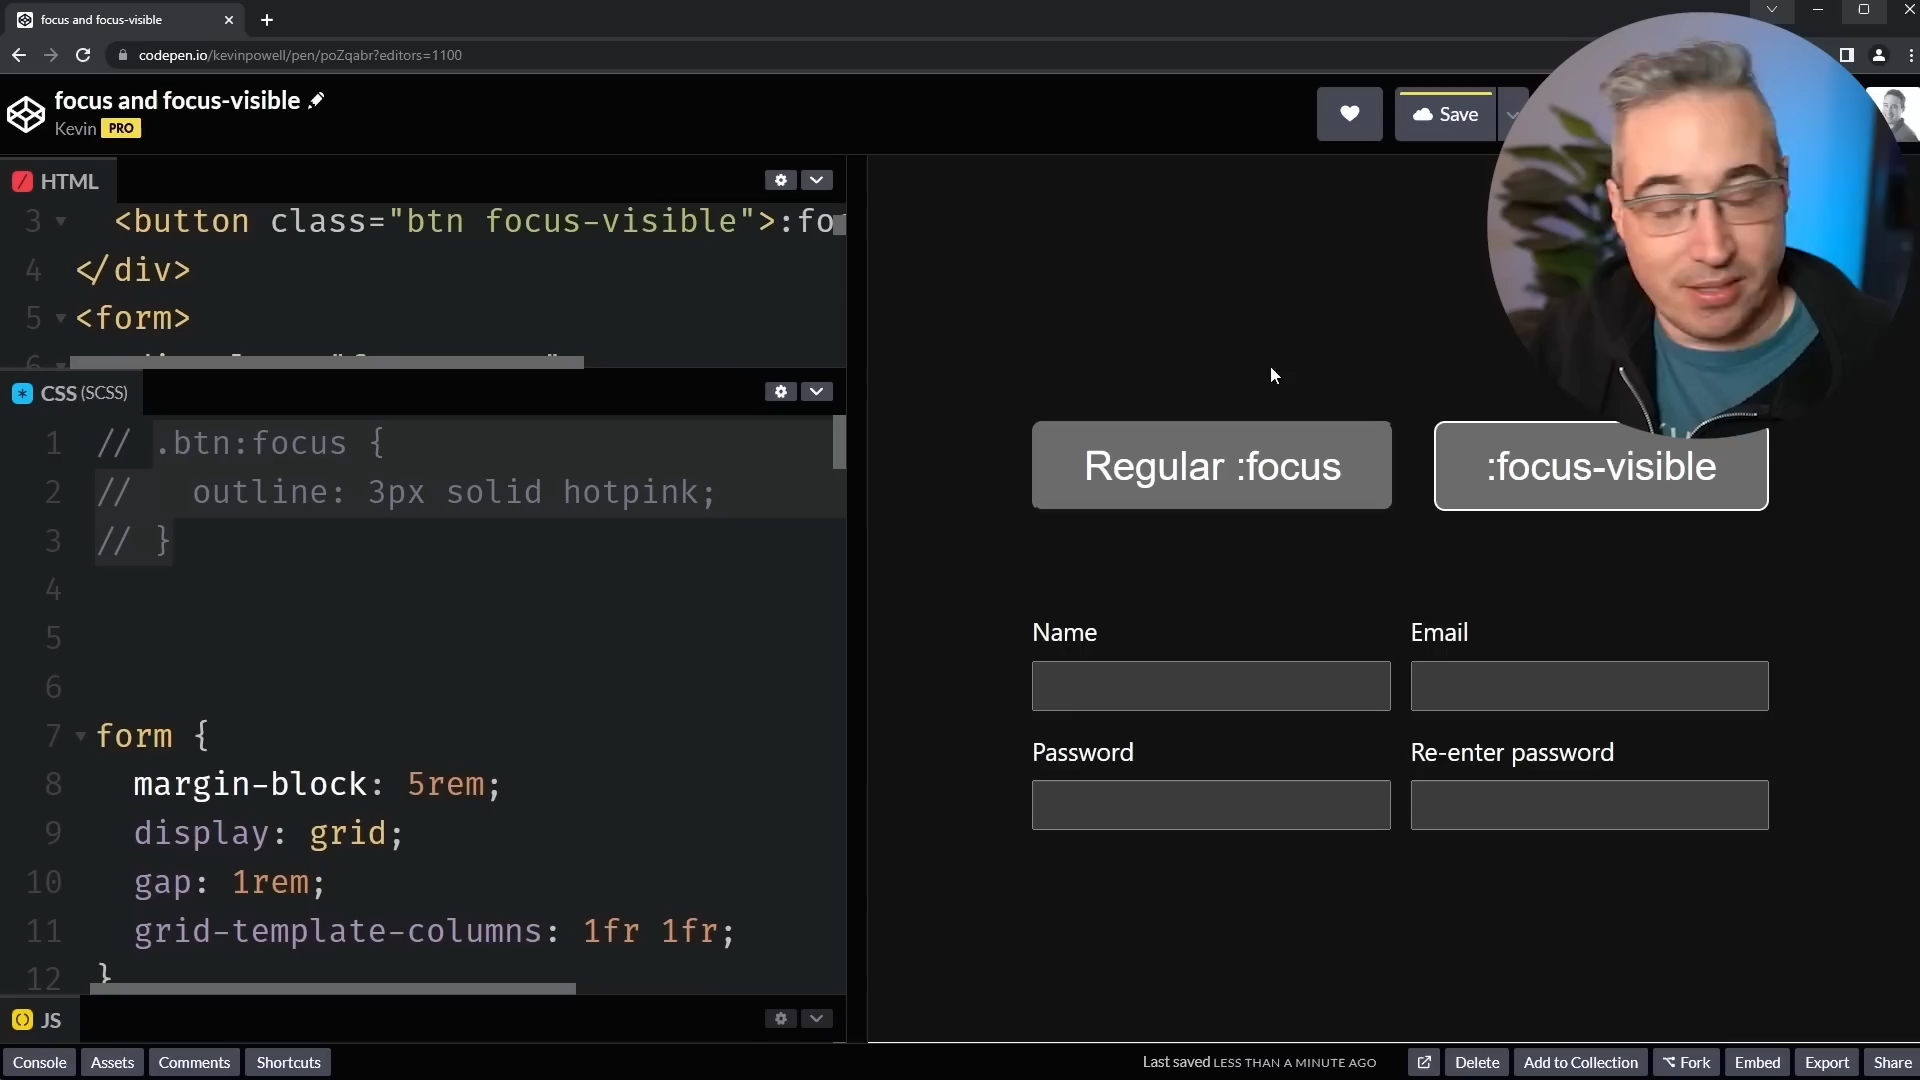 focus and focus-visible
codepen.io/kevinpowell/pen/poZqabr?editors=1100
focus and focus-visible
Kevin PRO
Save
HTML
3 <button class="btn focus-visible">:fo
4 </div>
5 <form>
6
CSS (SCSS)
1 // .btn:focus {
2 // outline: 3px solid hotpink;
3 // }
4
5
6
7 form {
8 margin-block: 5rem;
9 display: grid;
10 gap: 1rem;
11 grid-template-columns: 1fr 1fr;
12 }
JS
Regular :focus
:focus-visible
Name
Email
Password
Re-enter password
Console
Assets
Comments
Shortcuts
Last saved LESS THAN A MINUTE AGO
Delete
Add to Collection
Fork
Embed
Export
Share